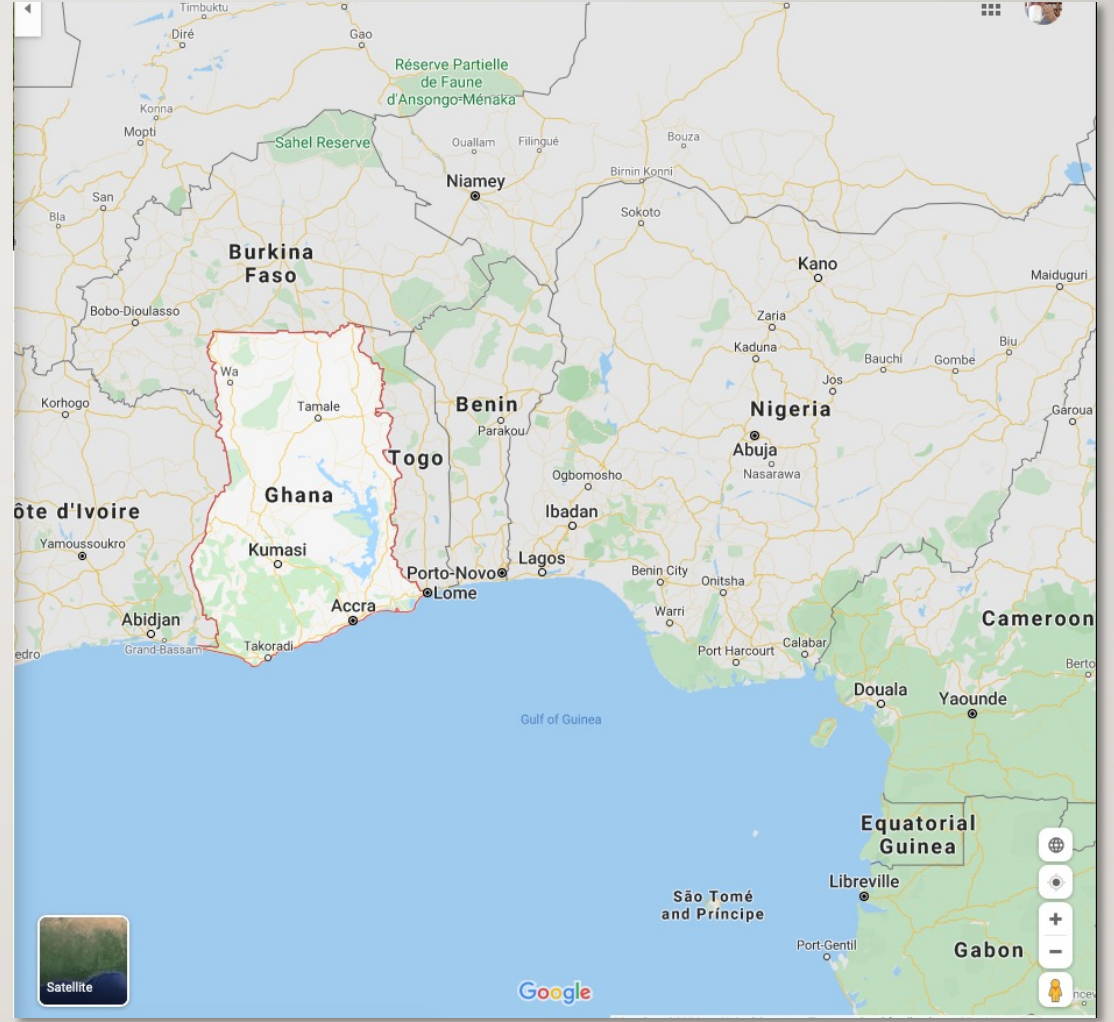 Timbuktu
Diré
Gao
Réserve Partielle
de Faune
d'Ansongo-Ménaka
Konna
Mopti
Sahel Reserve
Ouallam
Filingué
Bouza
Birnin Konni
Niamey
San
Bla
Sokoto
Burkina
Faso
Kano
Maiduguri
Bobo-Dioulasso
Zaria
Kaduna
Biu
Bauchi
Gombe
Wa
Jos
Korhogo
Tamale
Benin
Nigeria
Garoua
Parakou
Abuja
Togo
Nasarawa
Ogbomosho
Ghana
ôte d'Ivoire
Ibadan
Yamoussoukro
Kumasi
Lagos
Porto-Novo
Benin City
Onitsha
Lome
Accra
Warri
Abidjan
Cameroon
Takoradi
Grand-Bassam
edro
Port Harcourt
Calabar
Berto
Douala
Yaounde
Gulf of Guinea
Equatorial
Guinea
Libreville
São Tomé
and Príncipe
Port-Gentil
Gabon
Satellite
Google